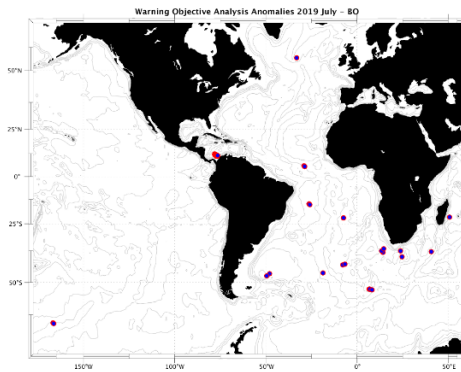 Warning Objective Analysis Anomalies 2019 July - BO
50°N
25°N
0°
25°S
50°S
150°W
100°W
50°W
0°
50°E